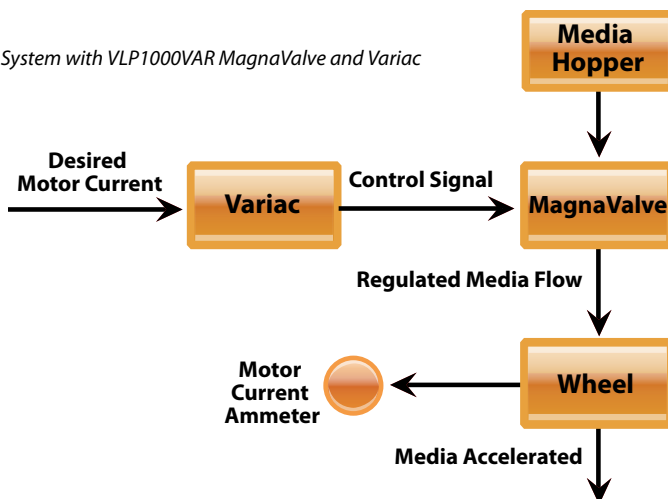 System with VLP1000VAR MagnaValve and Variac
Media
Hopper
Desired
Motor Current
Variac
Control Signal
MagnaValve
Regulated Media Flow
Motor
Current
Ammeter
Wheel
Media Accelerated